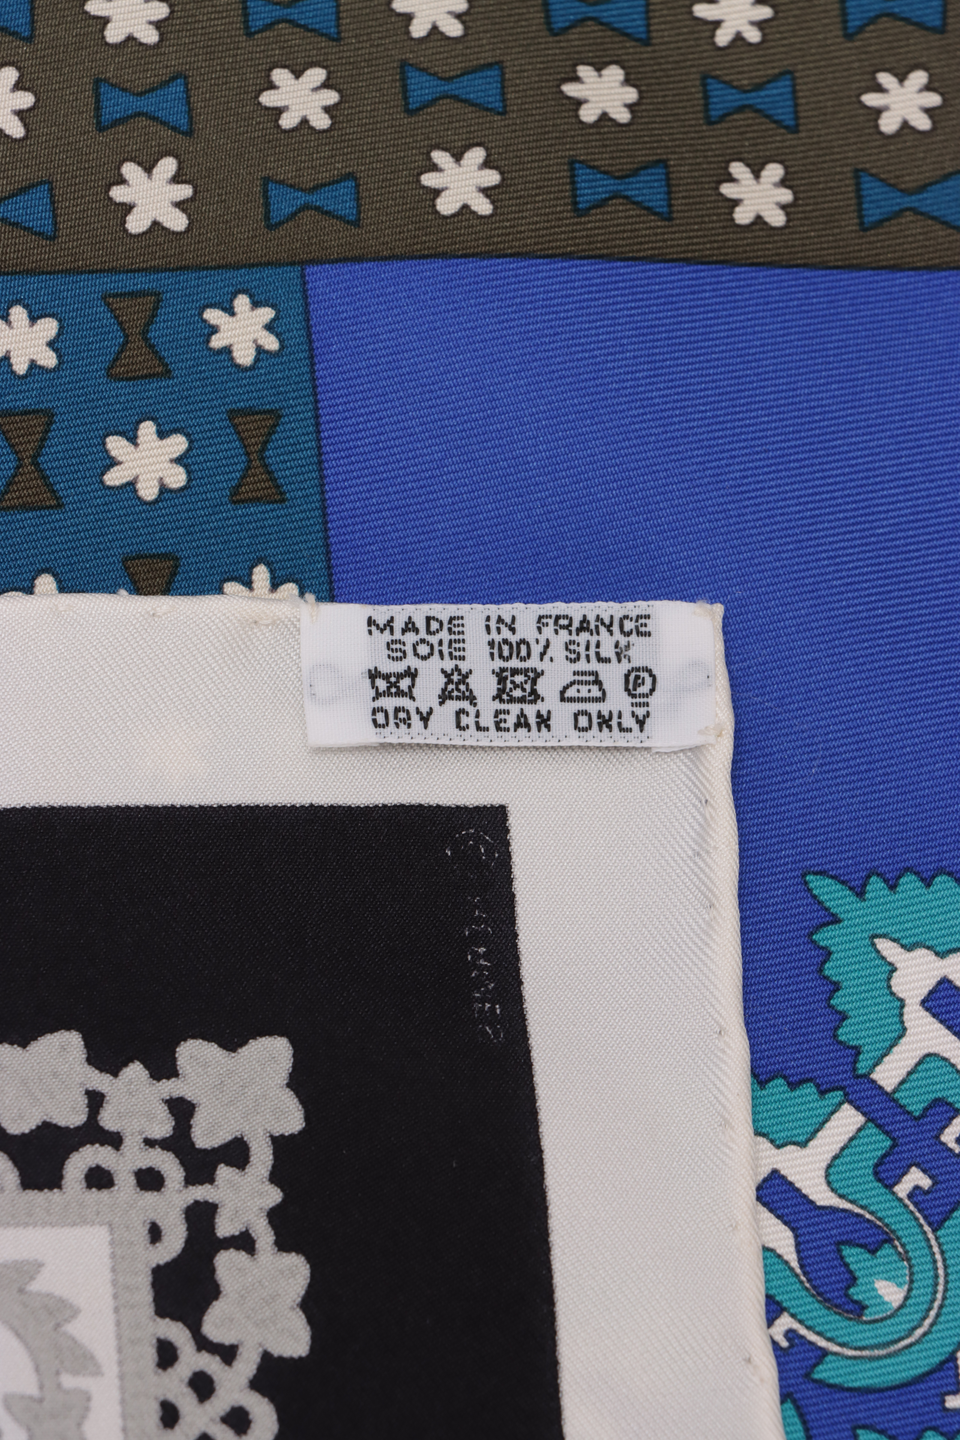 MADE IN FRANCE
SOIE 100% SILK
DRY CLEAN ONLY